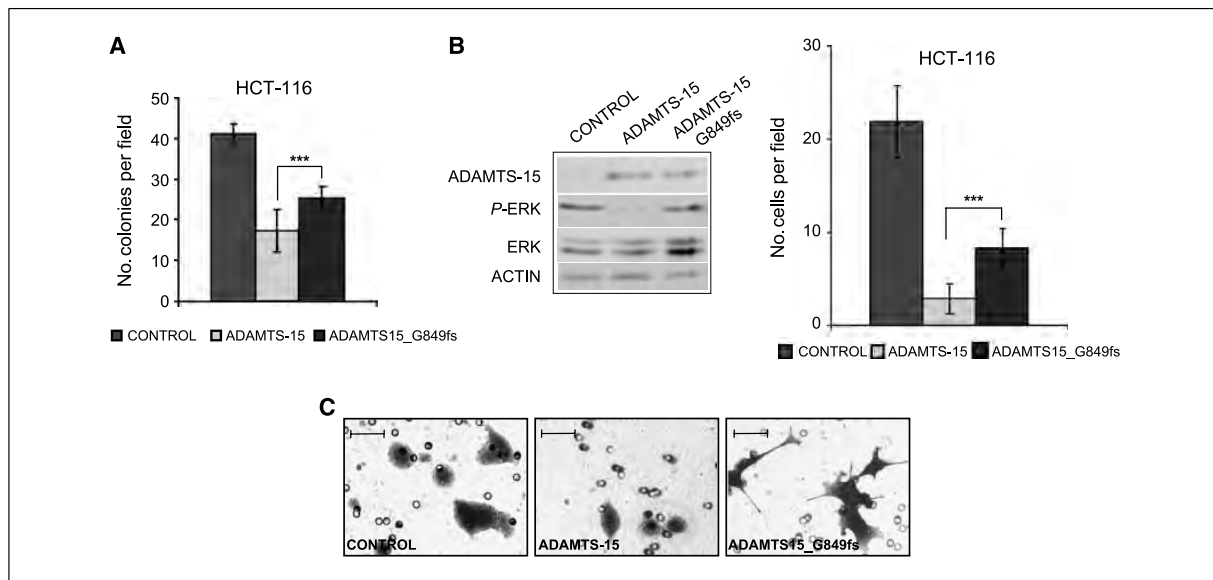 A
HCT-116
No. colonies per field
50
40
30
20
10
0
***
CONTROL ADAMTS-15 ADAMTS15_G849fs
B
CONTROL
ADAMTS-15
ADAMTS-15
G849fs
ADAMTS-15
P-ERK
ERK
ACTIN
HCT-116
No. cells per field
30
20
10
0
***
CONTROL ADAMTS-15 ADAMTS15_G849fs
C
CONTROL
ADAMTS-15
ADAMTS15_G849fs